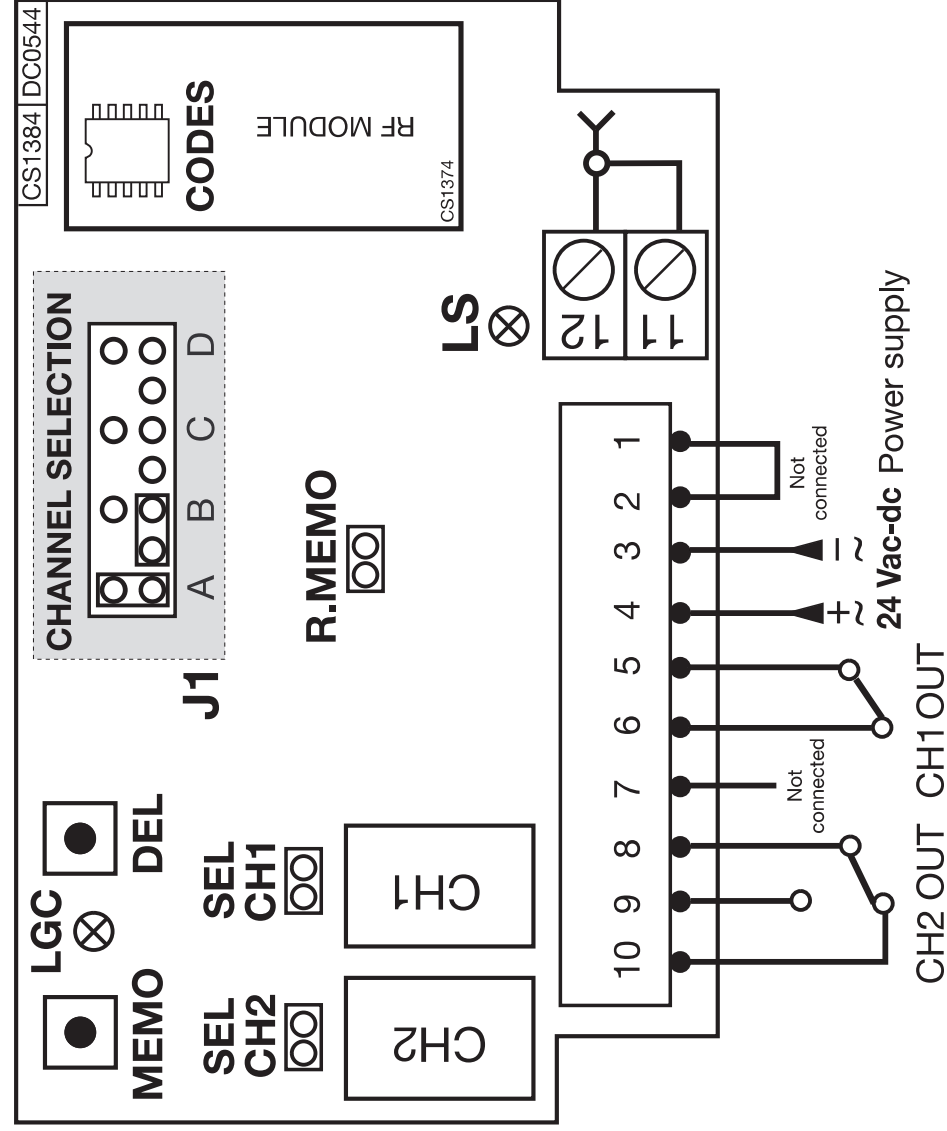 CS1384 DC0544
CODES
RF MODULE
CS1374
CHANNEL SELECTION
A B C D
J1
R.MEMO
LS
12
11
LGC
MEMO
DEL
SEL
CH1
SEL
CH2
CH1
CH2
10 9 8 7 6 5 4 3 2 1
Not
connected
Not
connected
+ ~
− ~
24 Vac-dc Power supply
CH2 OUT
CH1 OUT